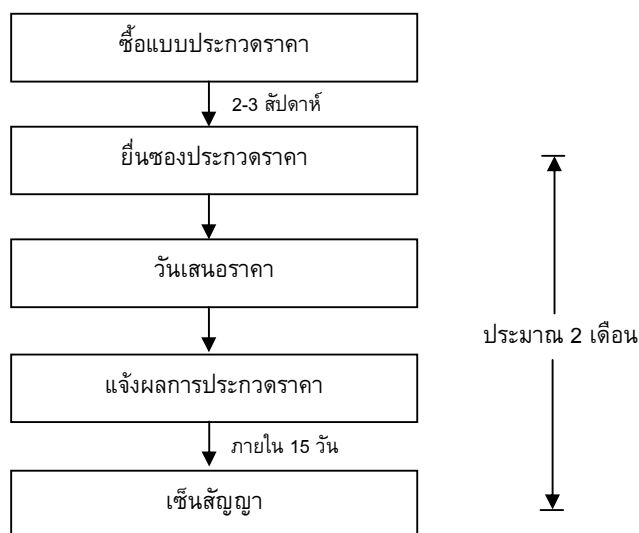 ซื้อแบบประกวดราคา
2-3 สัปดาห์
ยื่นซองประกวดราคา
วันเสนอราคา
ประมาณ 2 เดือน
แจ้งผลการประกวดราคา
ภายใน 15 วัน
เซ็นสัญญา